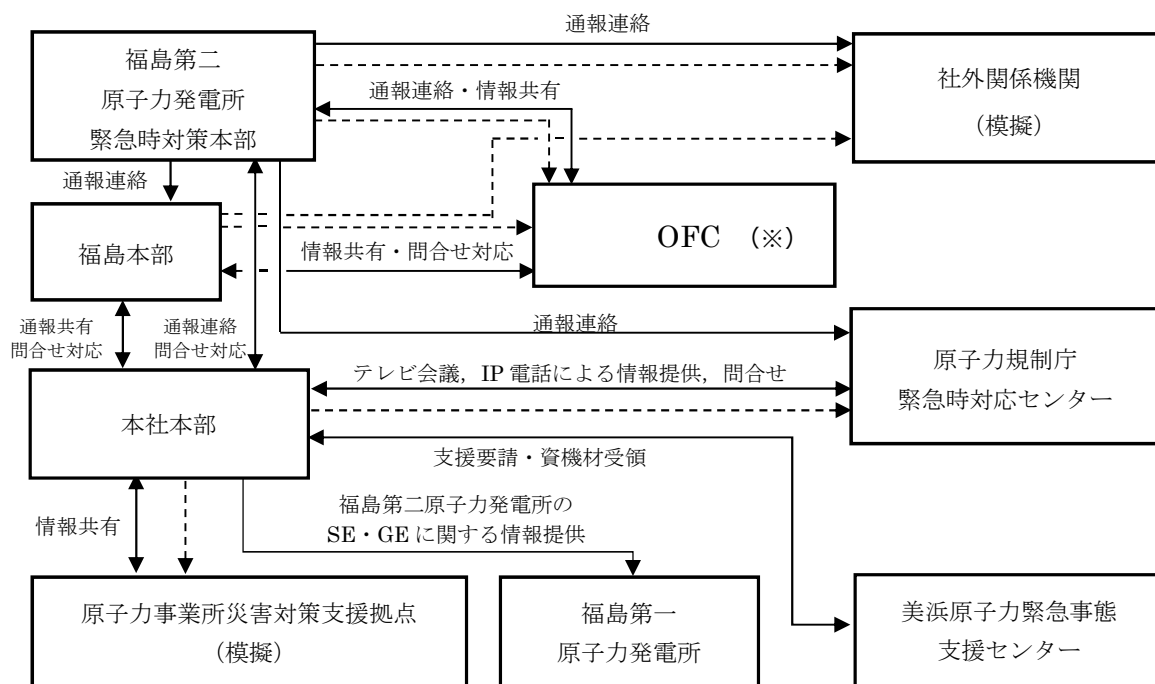 通報連絡
福島第二
原子力発電所
緊急時対策本部
社外関係機関
(模擬)
通報連絡・情報共有
通報連絡
福島本部
OFC (※)
情報共有・問合せ対応
通報共有
問合せ対応
通報連絡
問合せ対応
通報連絡
原子力規制庁
緊急時対応センター
テレビ会議, IP 電話による情報提供, 問合せ
本社本部
支援要請・資機材受領
情報共有
福島第二原子力発電所の
SE・GE に関する情報提供
原子力事業所災害対策支援拠点
(模擬)
福島第一
原子力発電所
美浜原子力緊急事態
支援センター